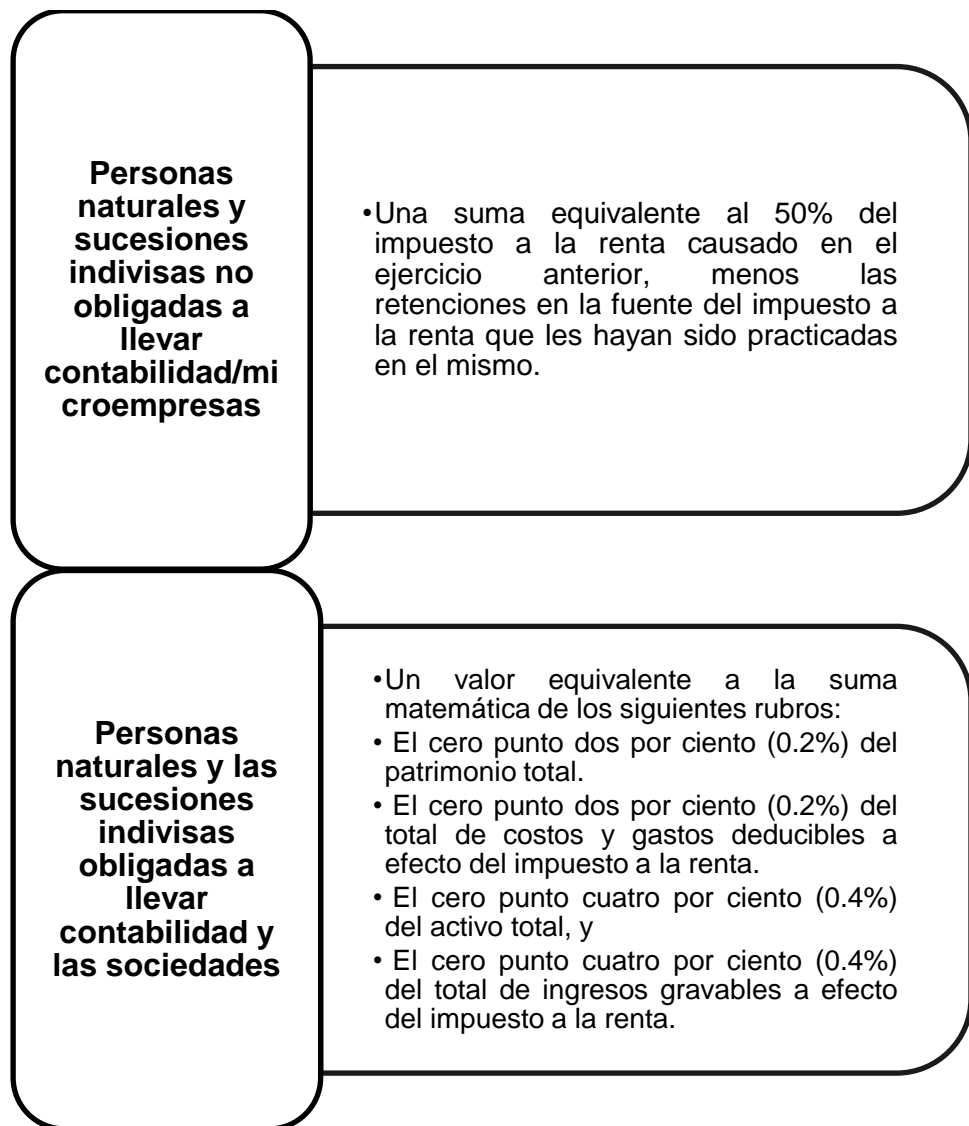 Personas
naturales y
sucesiones
indivisas no
obligadas a
llevar
contabilidad/mi
croempresas
•Una suma equivalente al 50% del
impuesto a la renta causado en el
ejercicio anterior, menos las
retenciones en la fuente del impuesto a
la renta que les hayan sido practicadas
en el mismo.
Personas
naturales y las
sucesiones
indivisas
obligadas a
llevar
contabilidad y
las sociedades
•Un valor equivalente a la suma
matemática de los siguientes rubros:
• El cero punto dos por ciento (0.2%) del
patrimonio total.
• El cero punto dos por ciento (0.2%) del
total de costos y gastos deducibles a
efecto del impuesto a la renta.
• El cero punto cuatro por ciento (0.4%)
del activo total, y
• El cero punto cuatro por ciento (0.4%)
del total de ingresos gravables a efecto
del impuesto a la renta.